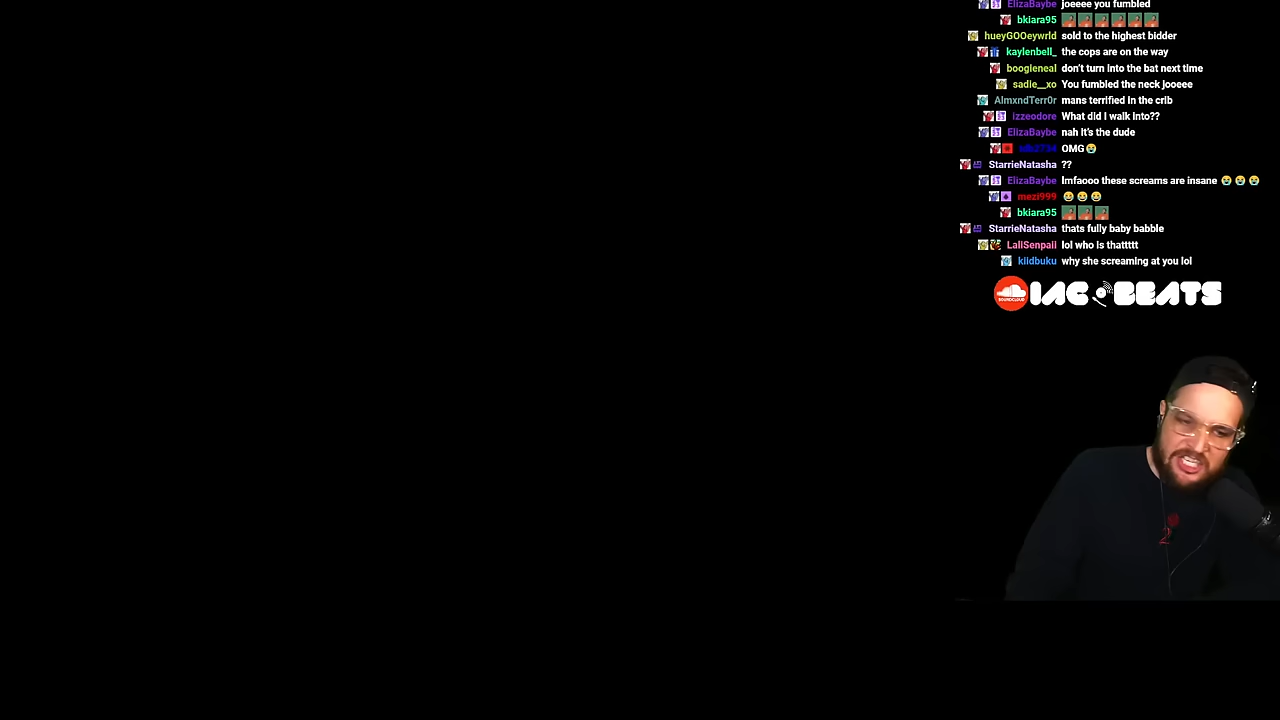 ElizaBaybe joeeee you fumbled
bkiara95
hueyGOOeywrld sold to the highest bidder
kaylenbell_ the cops are on the way
boogieneal don't turn into the bat next time
sadie__xo You fumbled the neck jooeee
AlmxndTerr0r mans terrified in the crib
izzeodore What did I walk into??
ElizaBaybe nah it's the dude
OMG😭
StarrieNatasha ??
ElizaBaybe lmfaooo these screams are insane 😭 😭 😭
mezi999 😂 😂 😂
bkiara95
StarrieNatasha thats fully baby babble
LaliSenpaii lol who is thattttt
kiidbuku why she screaming at you lol
SOUNDCLOUD
BEATS